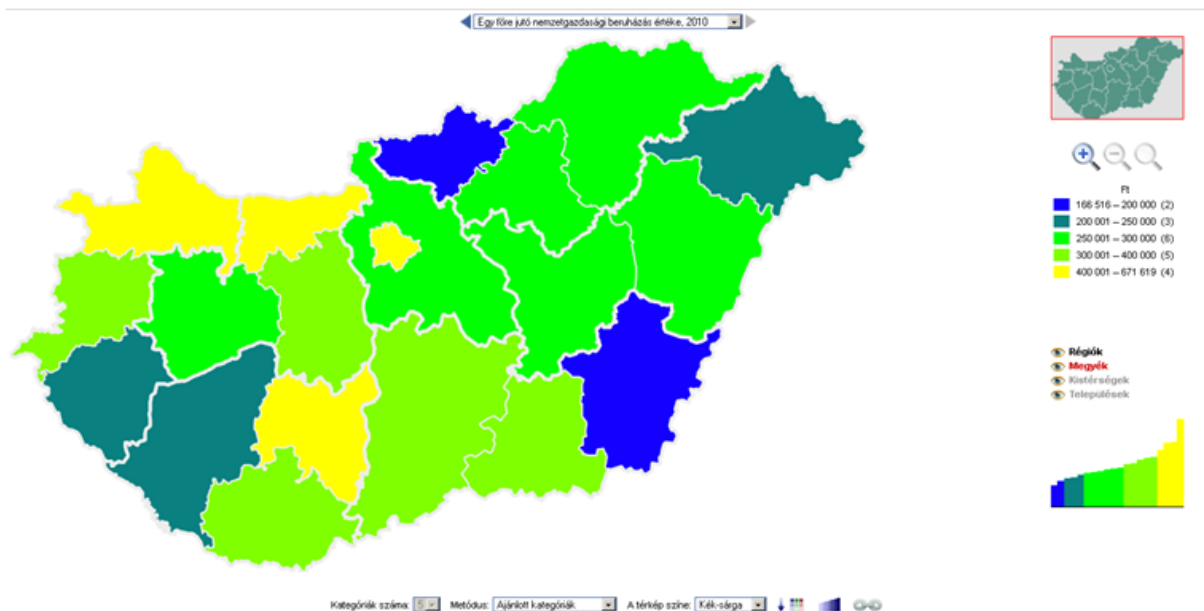 Egy főre jutó nemzetgazdasági beruházás értéke, 2010
Ft
166 516 – 200 000 (2)
200 001 – 250 000 (3)
250 001 – 300 000 (6)
300 001 – 400 000 (5)
400 001 – 671 619 (4)
Régiók
Megyék
Kistérségek
Települések
Kategóriák száma: 5 Metódus: Ajánlott kategóriák A térkép színe: Kék-sárga